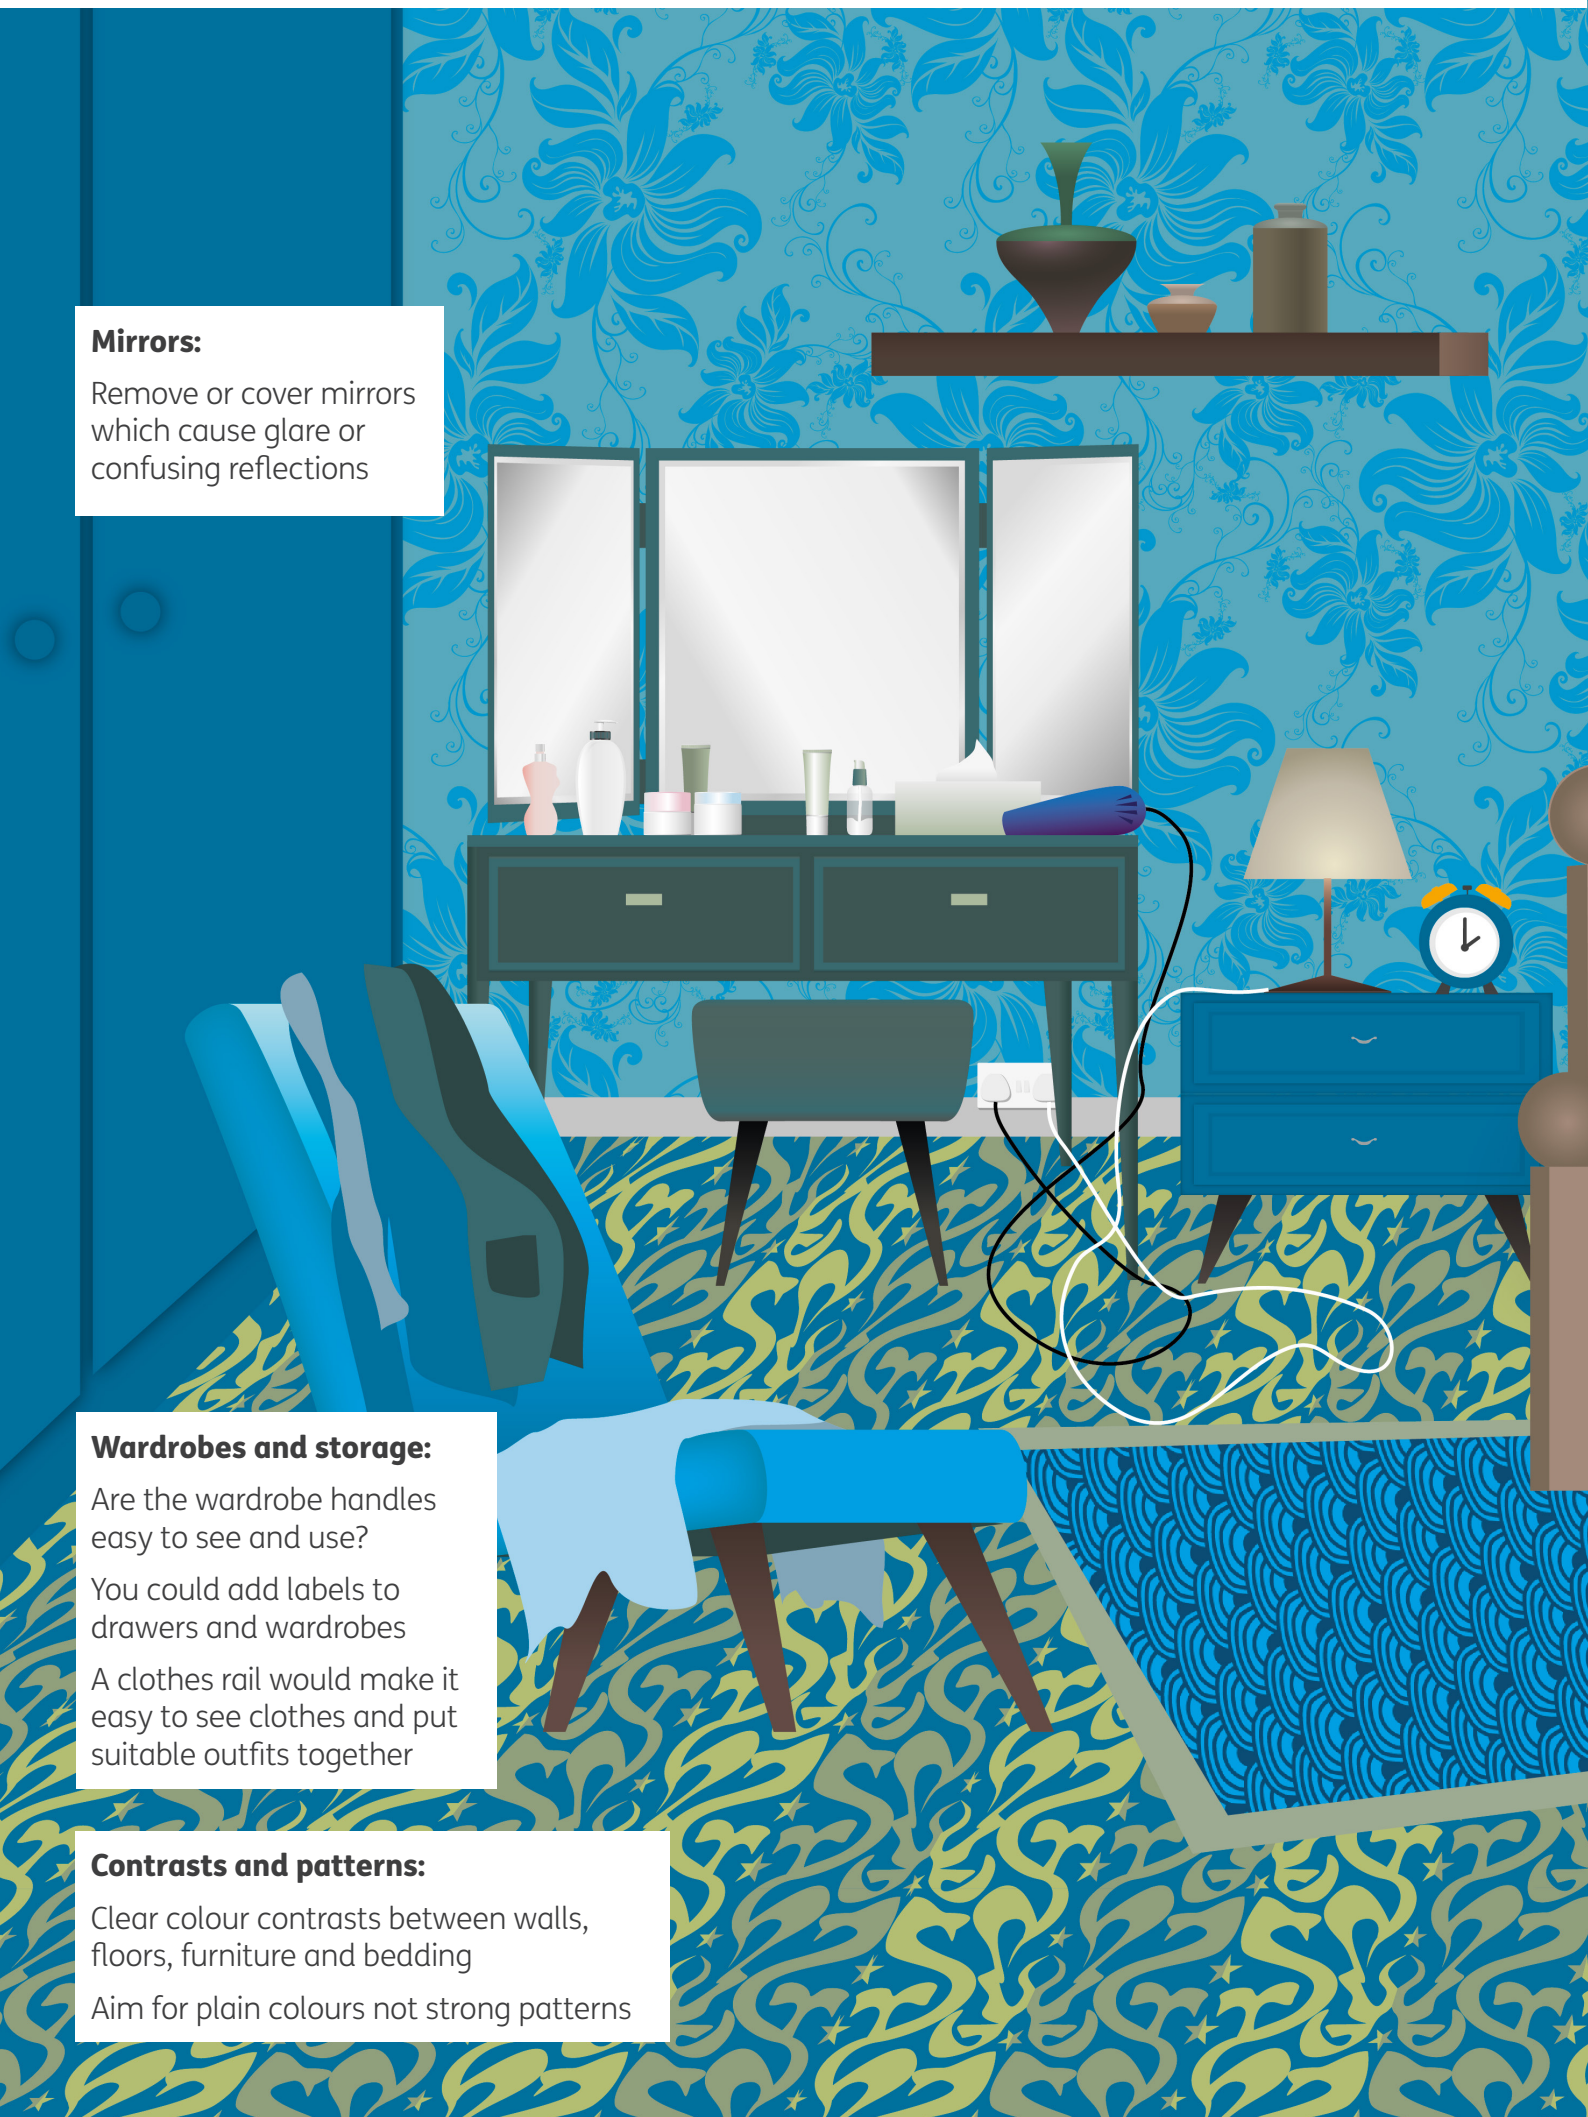 Mirrors:
Remove or cover mirrors
which cause glare or
confusing reflections
Wardrobes and storage:
Are the wardrobe handles
easy to see and use?
You could add labels to
drawers and wardrobes
A clothes rail would make it
easy to see clothes and put
suitable outfits together
Contrasts and patterns:
Clear colour contrasts between walls,
floors, furniture and bedding
Aim for plain colours not strong patterns